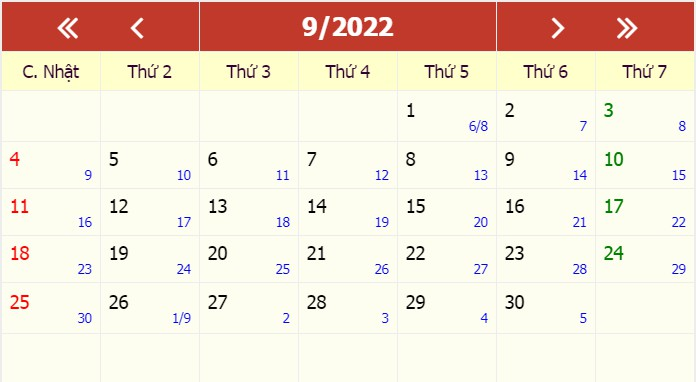 9/2022
C. Nhật Thứ 2 Thứ 3 Thứ 4 Thứ 5 Thứ 6 Thứ 7
1 2 3
6/8 7 8
4 5 6 7 8 9 10
9 10 11 12 13 14 15
11 12 13 14 15 16 17
16 17 18 19 20 21 22
18 19 20 21 22 23 24
23 24 25 26 27 28 29
25 26 27 28 29 30
30 1/9 2 3 4 5